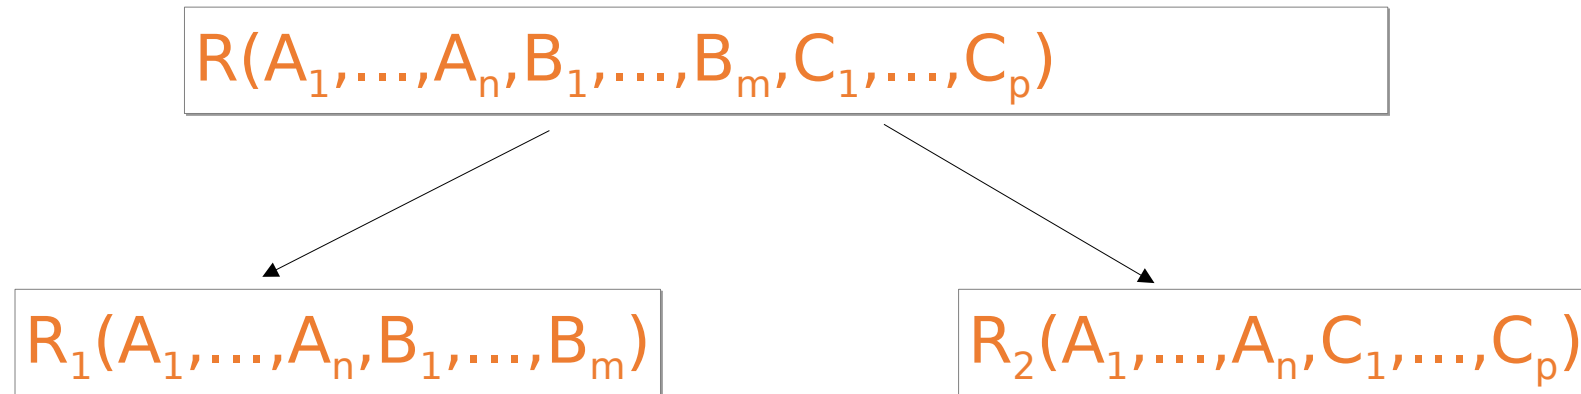 R(A₁,...,Aₙ,B₁,...,Bₘ,C₁,...,Cₚ)
R₁(A₁,...,Aₙ,B₁,...,Bₘ)
R₂(A₁,...,Aₙ,C₁,...,Cₚ)